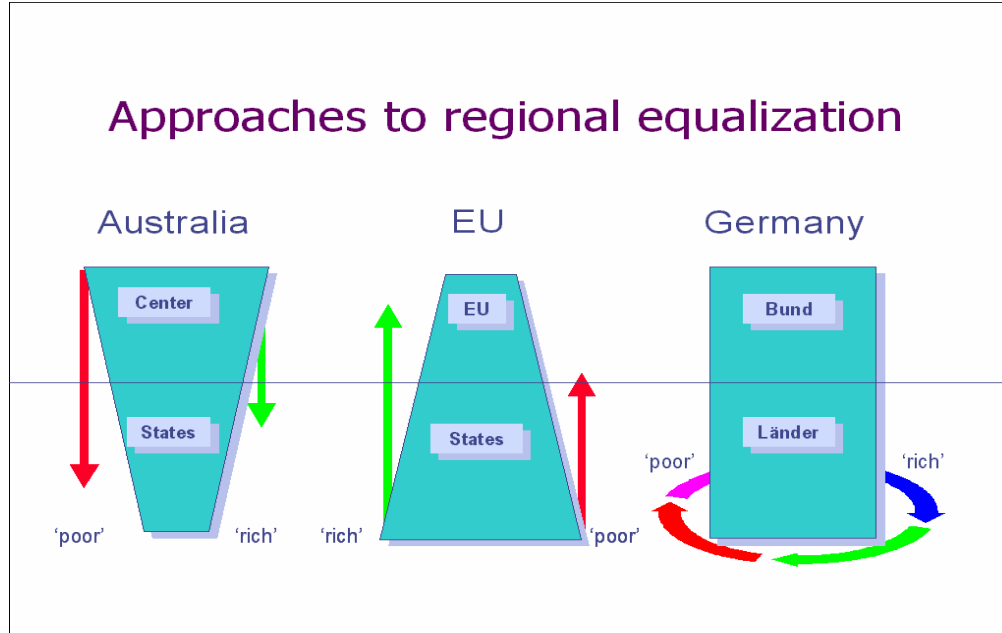 Approaches to regional equalization
Australia
EU
Germany
Center
EU
Bund
States
States
Länder
‘poor’
‘rich’
‘poor’
‘rich’
‘rich’
‘poor’